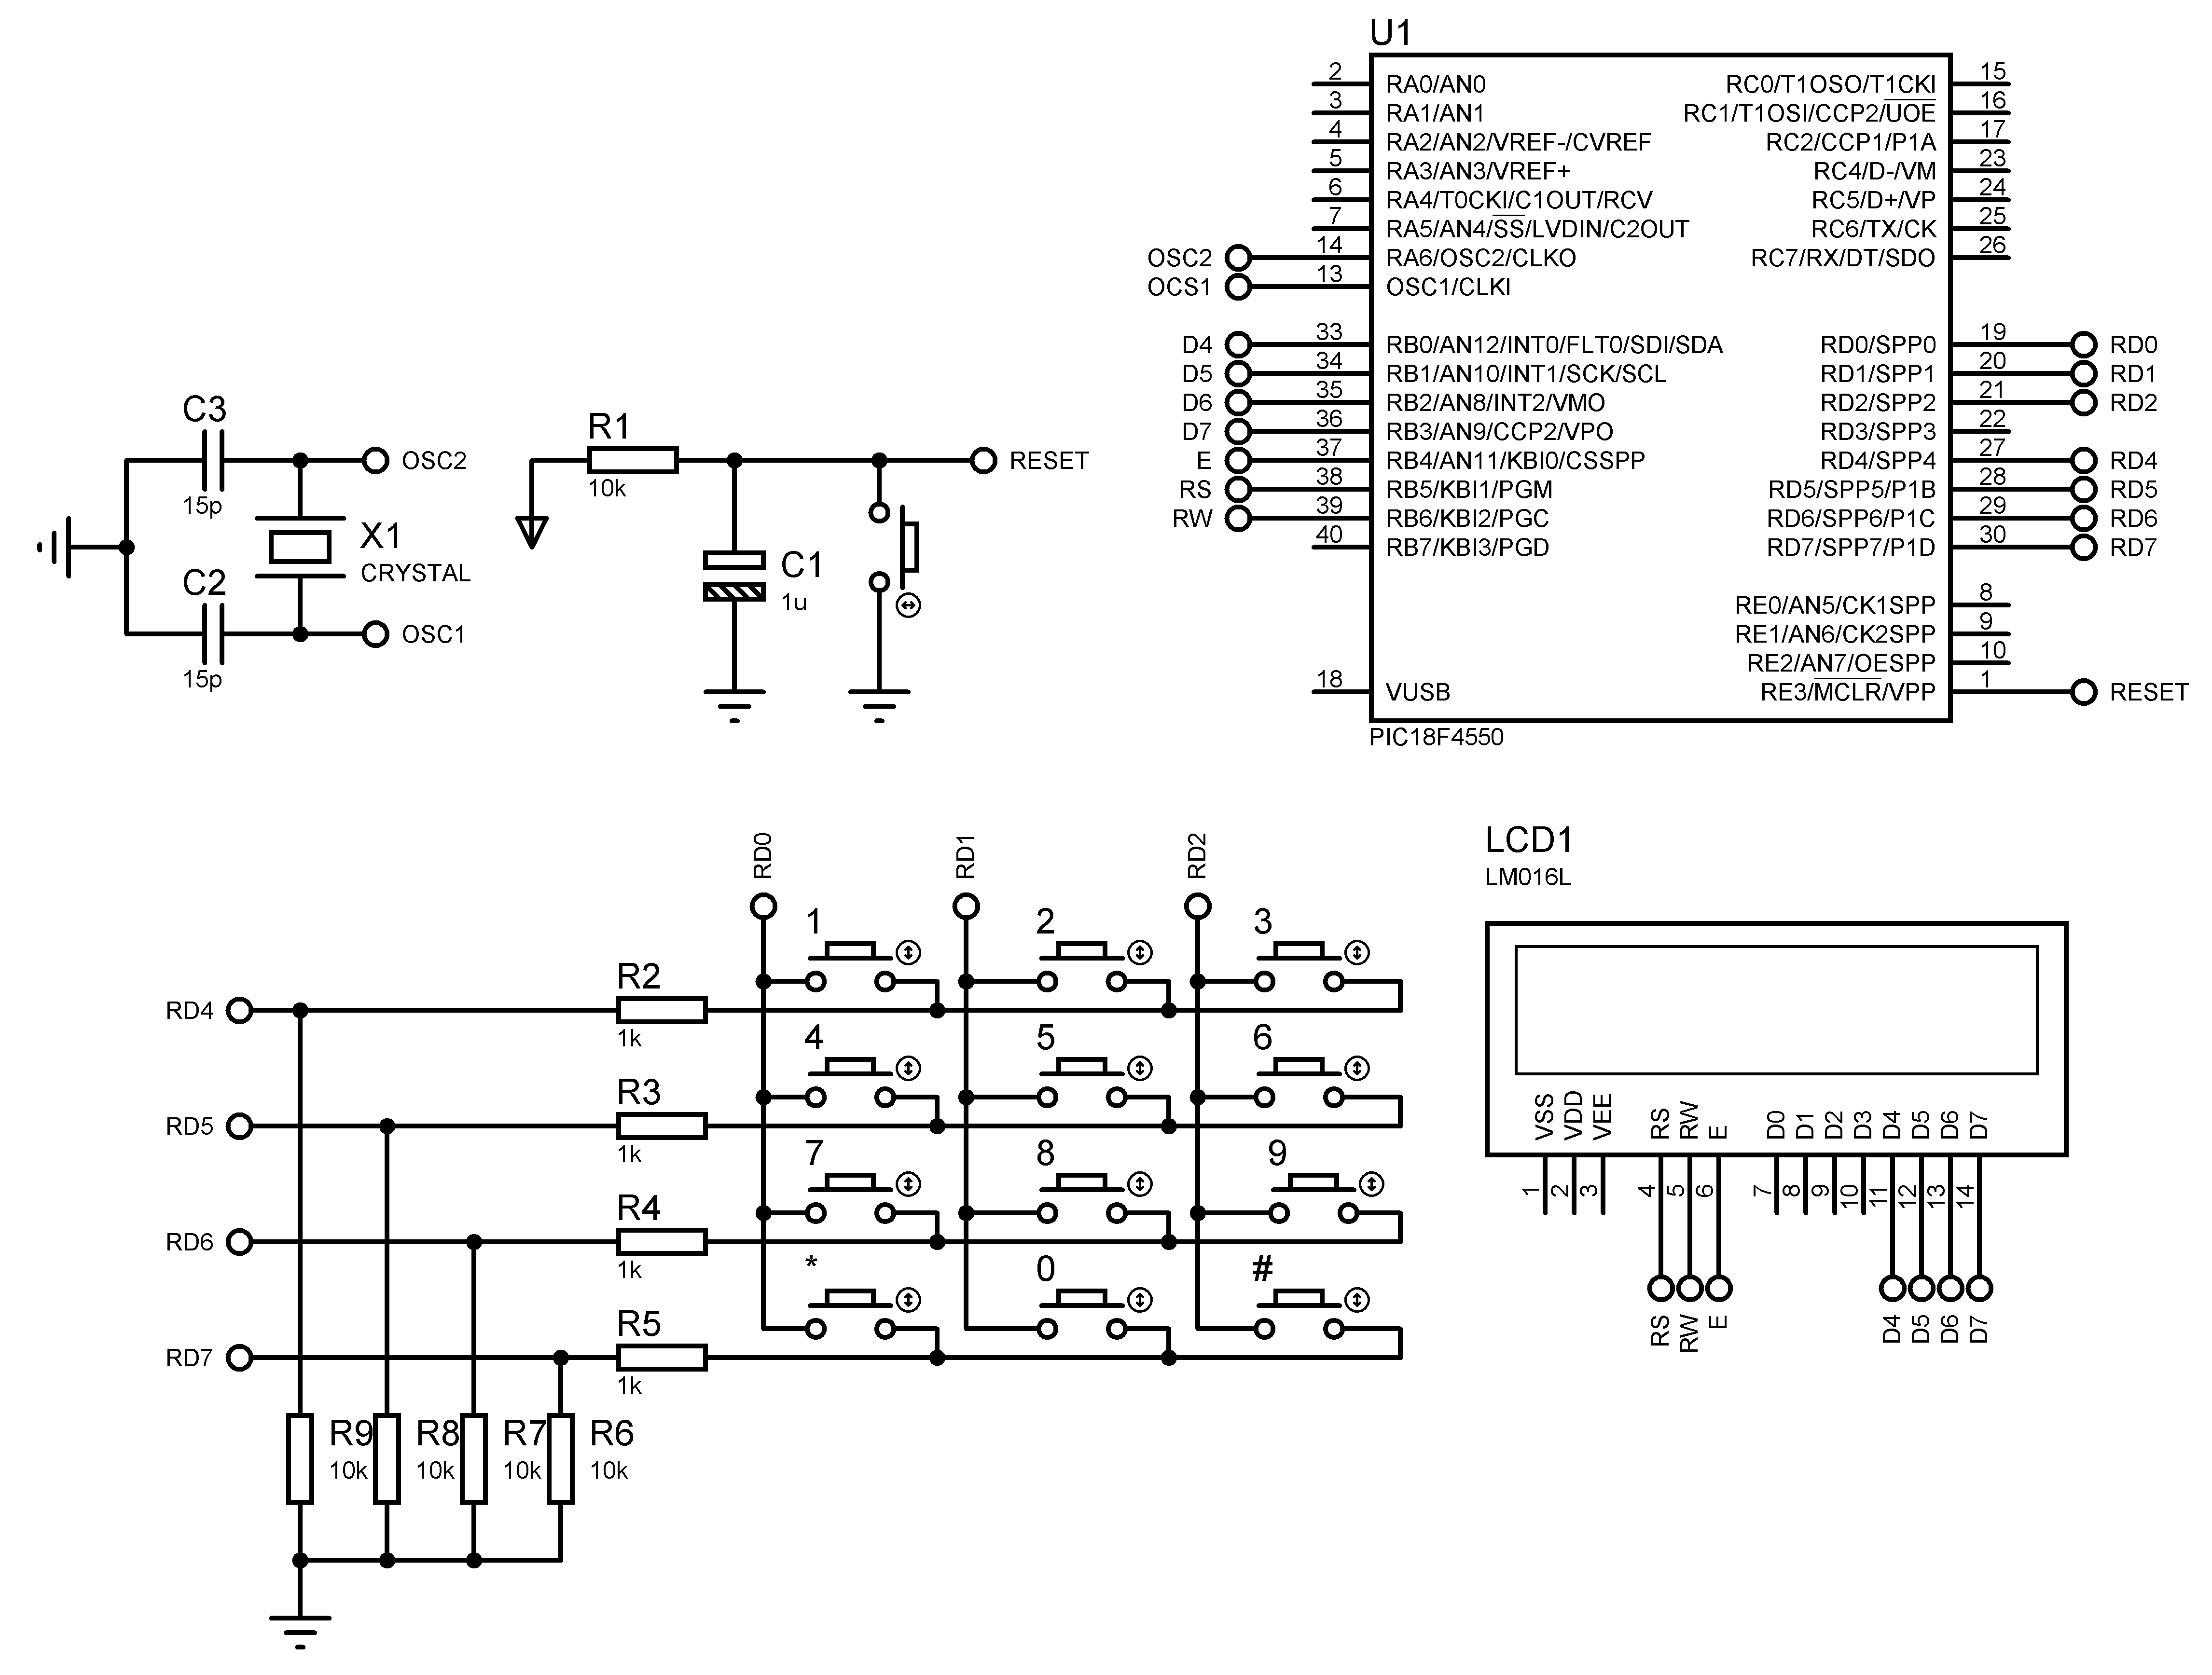 U1
2 RA0/AN0 RC0/T1OSO/T1CKI 15
3 RA1/AN1 RC1/T1OSI/CCP2/UOE 16
4 RA2/AN2/VREF-/CVREF RC2/CCP1/P1A 17
5 RA3/AN3/VREF+ RC4/D-/VM 23
6 RA4/T0CKI/C1OUT/RCV RC5/D+/VP 24
7 RA5/AN4/SS/LVDIN/C2OUT RC6/TX/CK 25
OSC2 14 RA6/OSC2/CLKO RC7/RX/DT/SDO 26
OCS1 13 OSC1/CLKI
D4 33 RB0/AN12/INT0/FLT0/SDI/SDA RD0/SPP0 19 RD0
D5 34 RB1/AN10/INT1/SCK/SCL RD1/SPP1 20 RD1
D6 35 RB2/AN8/INT2/VMO RD2/SPP2 21 RD2
D7 36 RB3/AN9/CCP2/VPO RD3/SPP3 22
E 37 RB4/AN11/KBI0/CSSPP RD4/SPP4 27 RD4
RS 38 RB5/KBI1/PGM RD5/SPP5/P1B 28 RD5
RW 39 RB6/KBI2/PGC RD6/SPP6/P1C 29 RD6
40 RB7/KBI3/PGD RD7/SPP7/P1D 30 RD7
RE0/AN5/CK1SPP 8
RE1/AN6/CK2SPP 9
RE2/AN7/OESPP 10
18 VUSB RE3/MCLR/VPP 1 RESET
PIC18F4550
C3
15p
OSC2
X1
CRYSTAL
C2
15p
OSC1
R1
10k
RESET
C1
1u
RD0 RD1 RD2
1 2 3
RD4 R2
1k
4 5 6
RD5 R3
1k
7 8 9
RD6 R4
1k
* 0 #
RD7 R5
1k
R9 R8 R7 R6
10k 10k 10k 10k
LCD1
LM016L
VSS VDD VEE RS RW E D0 D1 D2 D3 D4 D5 D6 D7
1 2 3 4 5 6 7 8 9 10 11 12 13 14
RS RW E D4 D5 D6 D7